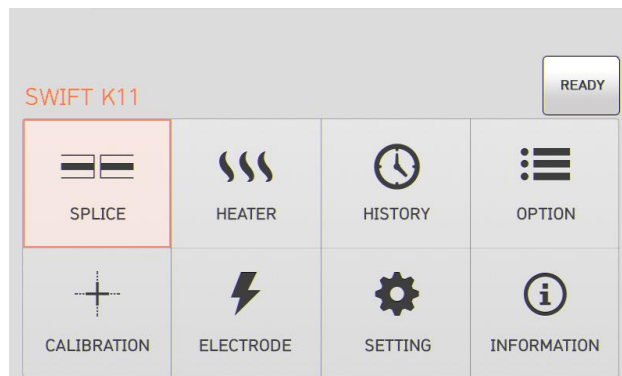 READY
SWIFT K11
SPLICE HEATER HISTORY OPTION
CALIBRATION ELECTRODE SETTING INFORMATION